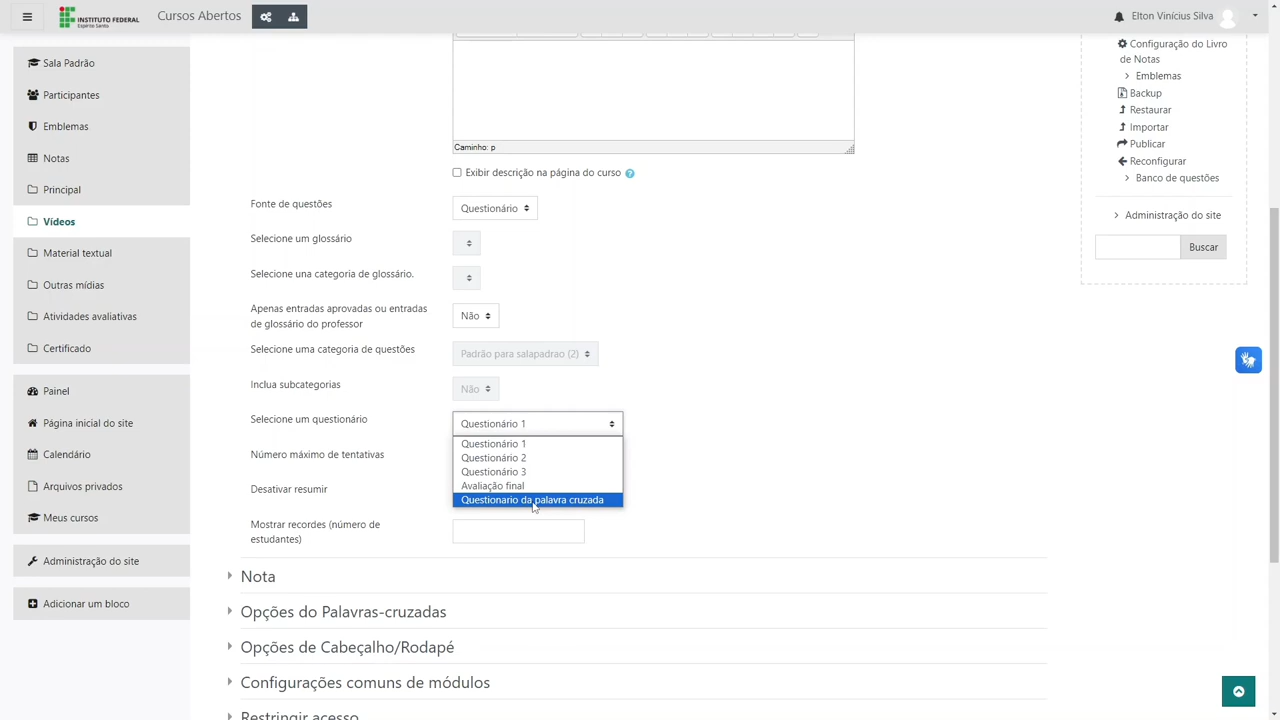 INSTITUTO FEDERAL
Espírito Santo
Cursos Abertos
Elton Vinícius Silva
Sala Padrão
Participantes
Emblemas
Notas
Principal
Vídeos
Material textual
Outras mídias
Atividades avaliativas
Certificado
Painel
Página inicial do site
Calendário
Arquivos privados
Meus cursos
Administração do site
Adicionar um bloco
Caminho: p
Exibir descrição na página do curso
Fonte de questões
Questionário
Selecione um glossário
Selecione una categoria de glossário.
Apenas entradas aprovadas ou entradas
de glossário do professor
Não
Selecione uma categoria de questões
Padrão para salapadrao (2)
Inclua subcategorias
Não
Selecione um questionário
Questionário 1
Questionário 1
Questionário 2
Questionário 3
Avaliação final
Questionario da palavra cruzada
Número máximo de tentativas
Desativar resumir
Mostrar recordes (número de
estudantes)
Nota
Opções do Palavras-cruzadas
Opções de Cabeçalho/Rodapé
Configurações comuns de módulos
Restringir acesso
Configuração do Livro
de Notas
Emblemas
Backup
Restaurar
Importar
Publicar
Reconfigurar
Banco de questões
Administração do site
Buscar